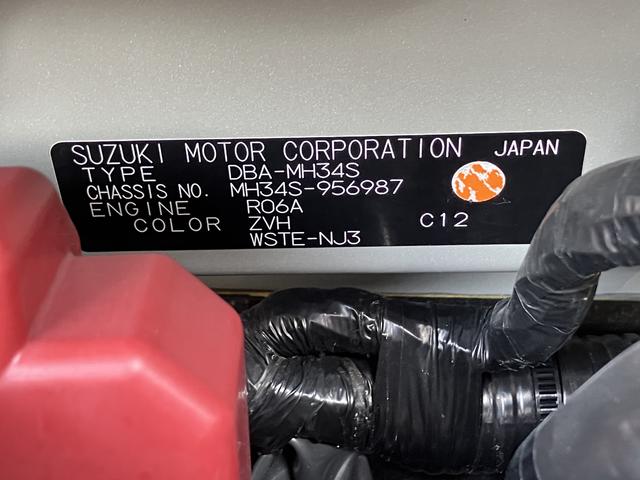 SUZUKI MOTOR CORPORATION JAPAN
TYPE DBA-MH34S
CHASSIS NO. MH34S-956987
ENGINE R06A
COLOR ZVH C12
WSTE-NJ3